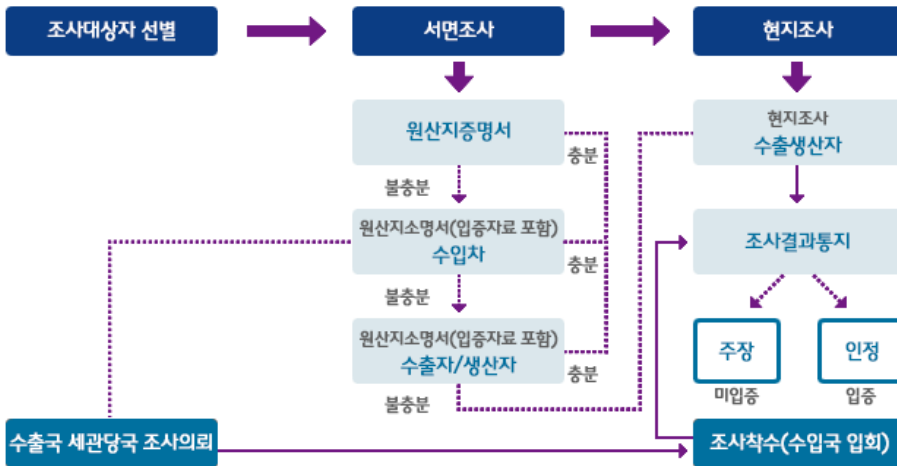 조사대상자 선별
서면조사
현지조사
원산지증명서
충분
불충분
원산지소명서(입증자료 포함)
수입차
충분
불충분
원산지소명서(입증자료 포함)
수출자/생산자
충분
불충분
현지조사
수출생산자
조사결과통지
주장
미입증
인정
입증
수출국 세관당국 조사의뢰
조사착수(수입국 입회)